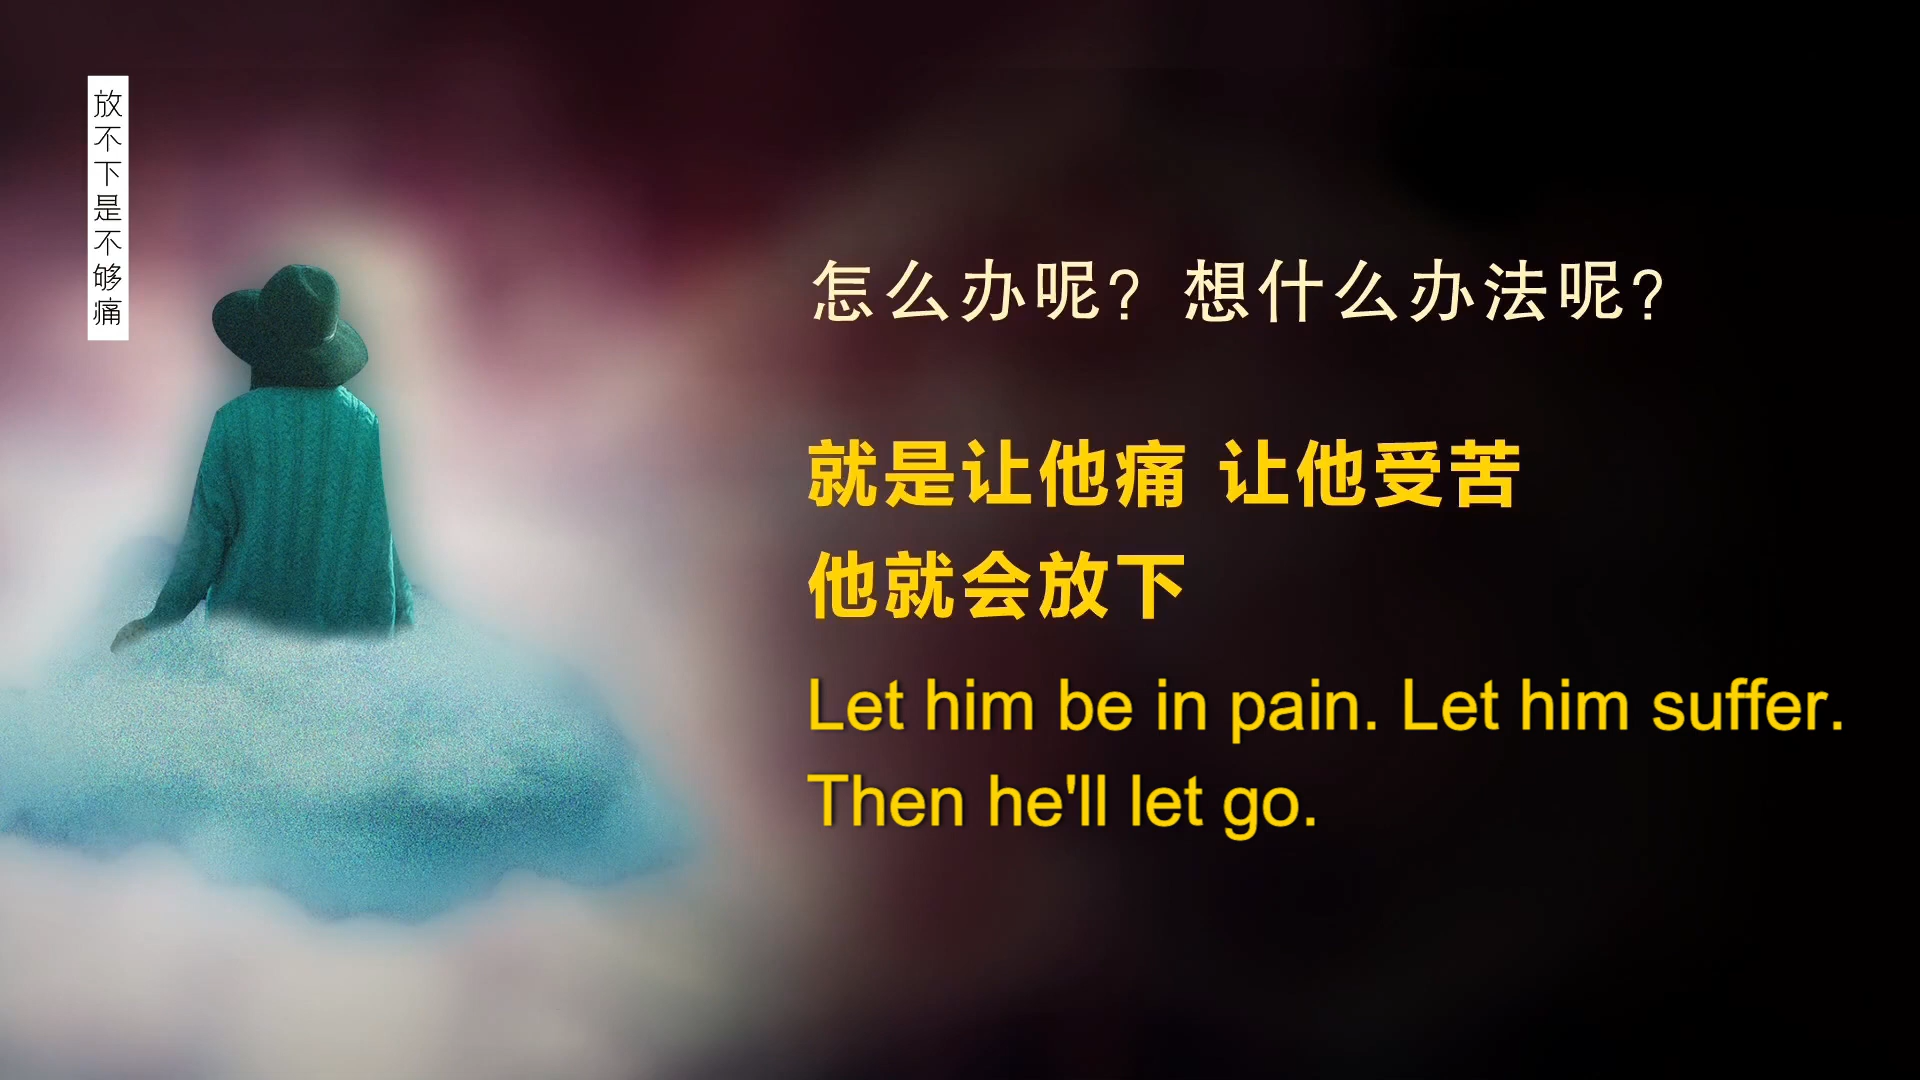 放不下是不够痛
怎么办呢？想什么办法呢？
就是让他痛 让他受苦
他就会放下
Let him be in pain. Let him suffer.
Then he'll let go.